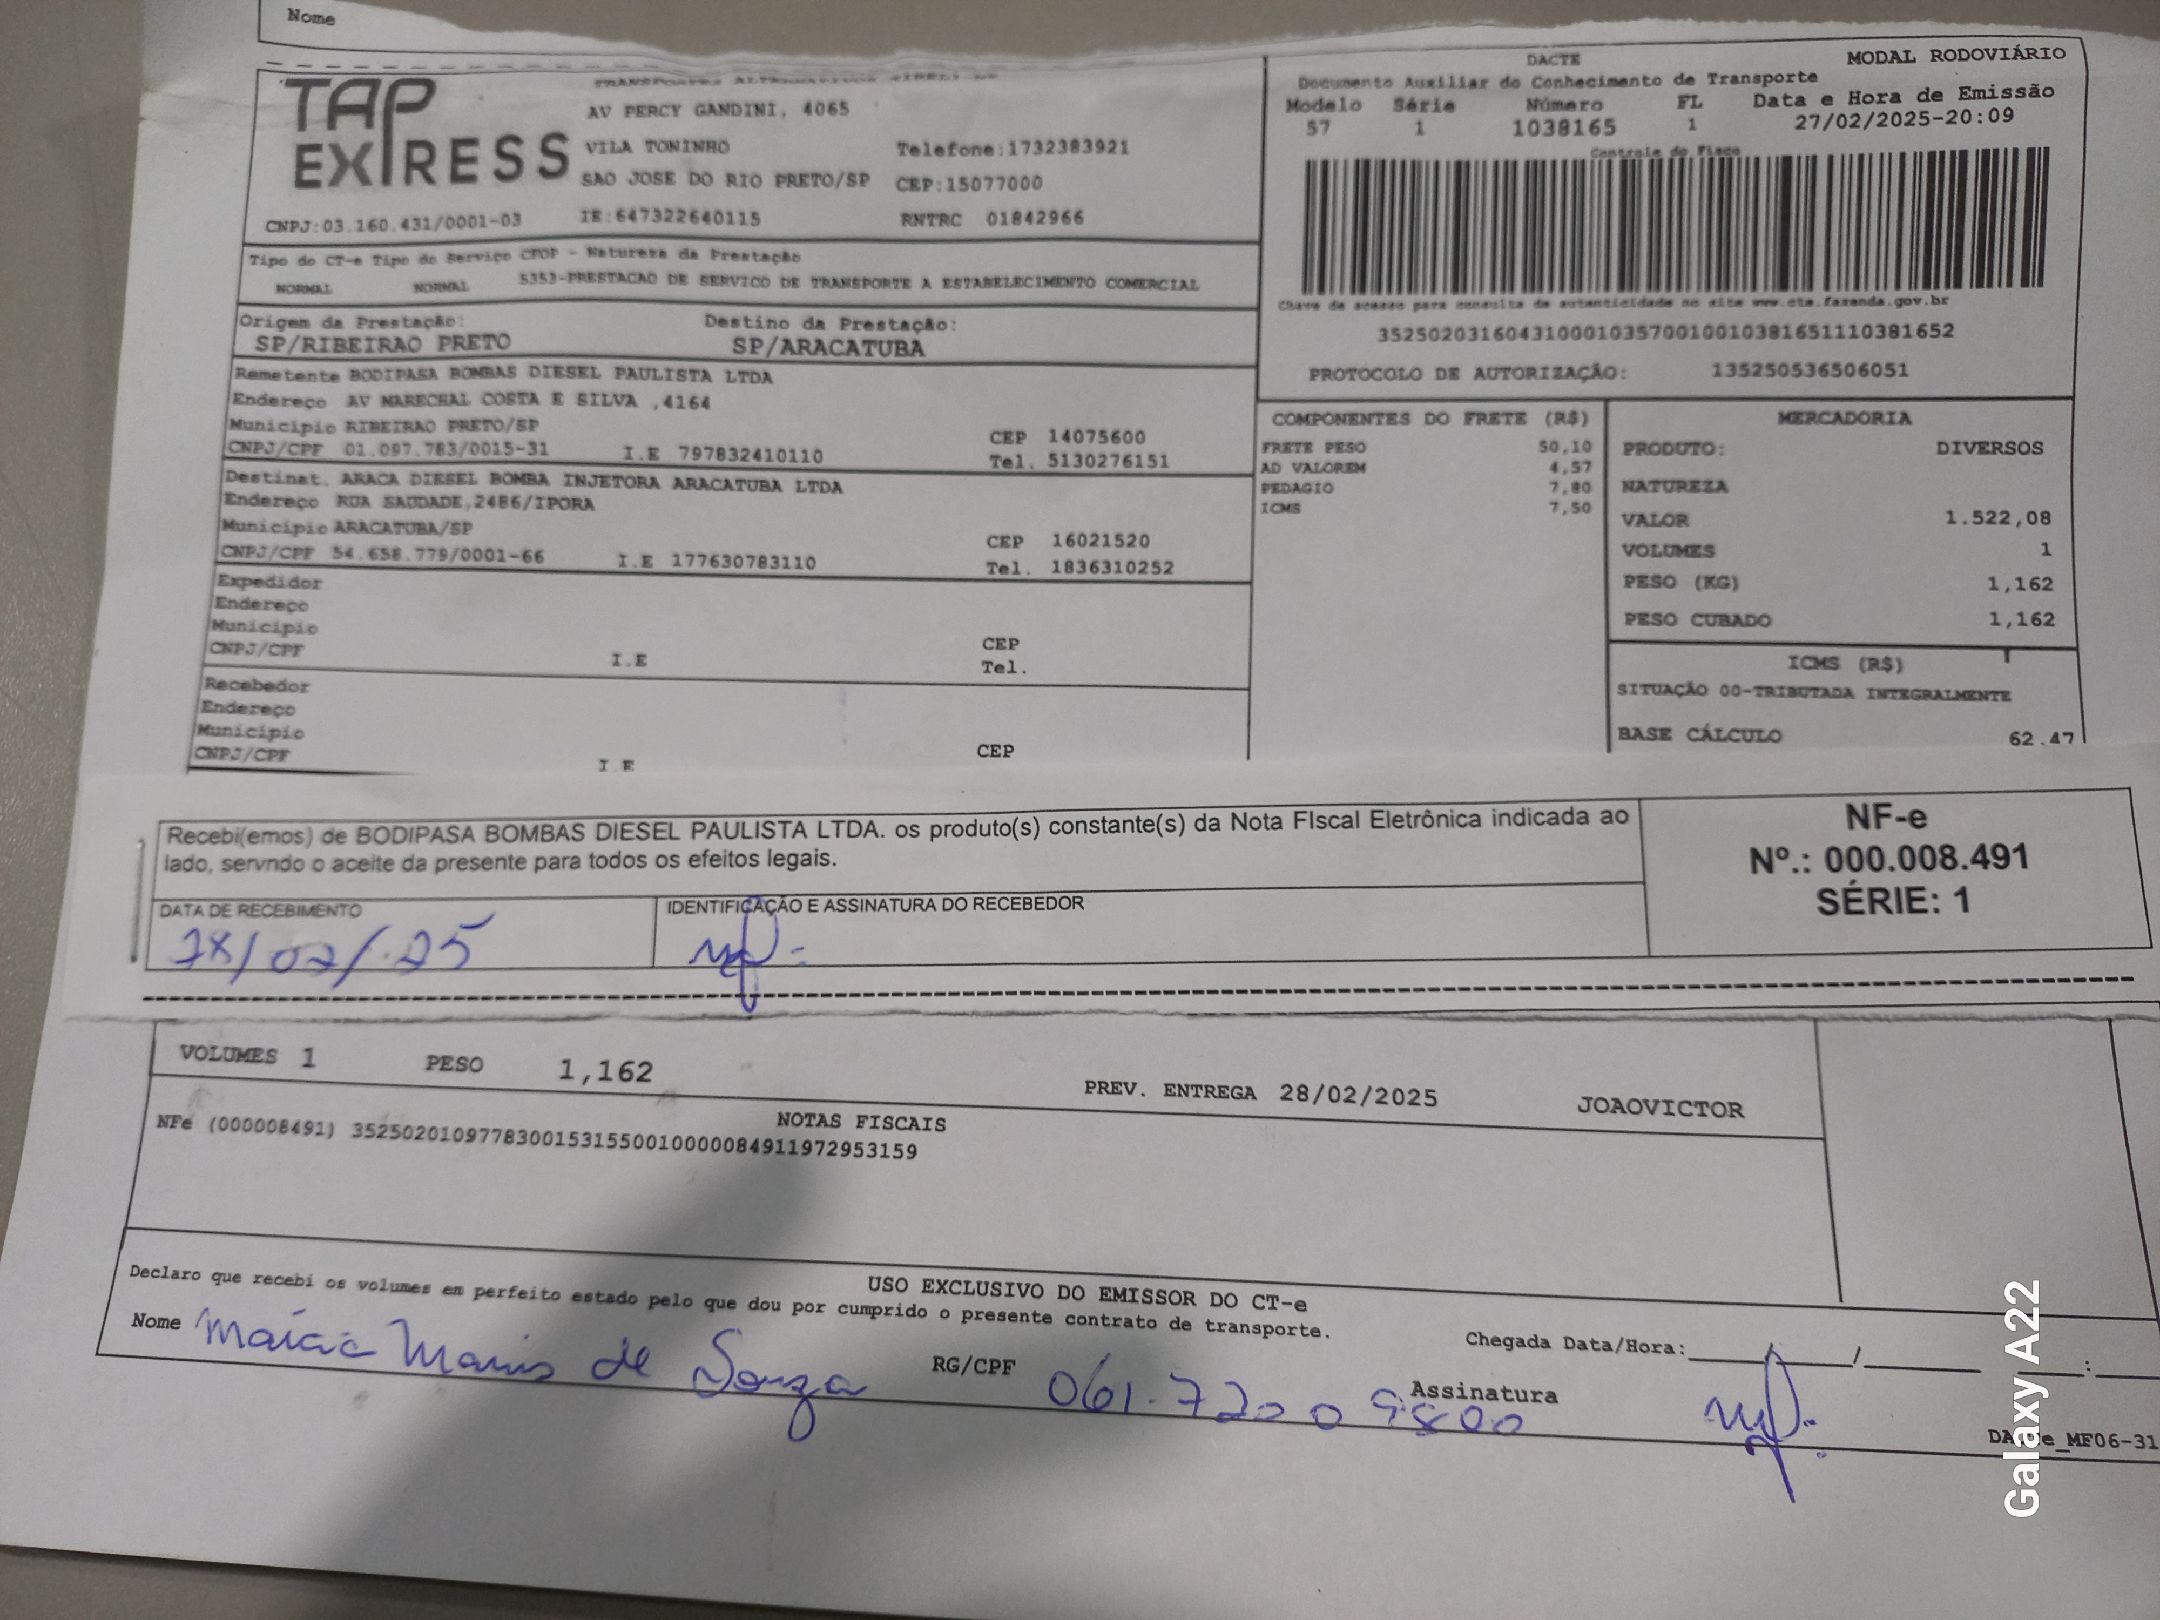 Nome
TAP EXPRESS
AV PERCY GANDINI, 4065
VILA TONINHO Telefone:1732383921
SAO JOSE DO RIO PRETO/SP CEP:15077000
CNPJ:03.160.431/0001-03 IE:647322640115 RNTRC 01842966
DACTE MODAL RODOVIÁRIO
Documento Auxiliar do Conhecimento de Transporte
Modelo Série Número FL Data e Hora de Emissão
57 1 1038165 1 27/02/2025-20:09
Controle do Fisco
Chave de acesso para consulta de autenticidade no site www.cte.fazenda.gov.br
35250203160431000103570010010381651110381652
PROTOCOLO DE AUTORIZAÇÃO: 135250536506051
Tipo do CT-e Tipo do Serviço CFOP - Natureza da Prestação
NORMAL NORMAL 5353-PRESTACAO DE SERVICO DE TRANSPORTE A ESTABELECIMENTO COMERCIAL
Origem da Prestação: Destino da Prestação:
SP/RIBEIRAO PRETO SP/ARACATUBA
Remetente BODIPASA BOMBAS DIESEL PAULISTA LTDA
Endereço AV MARECHAL COSTA E SILVA ,4164
Município RIBEIRAO PRETO/SP CEP 14075600
CNPJ/CPF 01.097.783/0015-31 I.E 797832410110 Tel. 5130276151
Destinat. ARACA DIESEL BOMBA INJETORA ARACATUBA LTDA
Endereço RUA SAUDADE,2486/IPORA
Município ARACATUBA/SP CEP 16021520
CNPJ/CPF 54.658.779/0001-66 I.E 177630783110 Tel. 1836310252
Expedidor
Endereço
Município CEP
CNPJ/CPF I.E Tel.
Recebedor
Endereço
Município CEP
CNPJ/CPF I.E
COMPONENTES DO FRETE (R$)
FRETE PESO 50,10
AD VALOREM 4,57
PEDAGIO 7,80
ICMS 7,50
MERCADORIA
PRODUTO: DIVERSOS
NATUREZA
VALOR 1.522,08
VOLUMES 1
PESO (KG) 1,162
PESO CUBADO 1,162
ICMS (R$)
SITUAÇÃO 00-TRIBUTADA INTEGRALMENTE
BASE CÁLCULO 62.47
Recebi(emos) de BODIPASA BOMBAS DIESEL PAULISTA LTDA. os produto(s) constante(s) da Nota FIscal Eletrônica indicada ao
lado, servndo o aceite da presente para todos os efeitos legais.
DATA DE RECEBIMENTO IDENTIFICAÇÃO E ASSINATURA DO RECEBEDOR
28/02/25
NF-e
Nº.: 000.008.491
SÉRIE: 1
VOLUMES 1 PESO 1,162 PREV. ENTREGA 28/02/2025 JOAOVICTOR
NOTAS FISCAIS
NFe (000008491) 35250201097783001531550010000084911972953159
USO EXCLUSIVO DO EMISSOR DO CT-e
Declaro que recebi os volumes em perfeito estado pelo que dou por cumprido o presente contrato de transporte.
Chegada Data/Hora: / / :
Nome de Souza RG/CPF 061.720 Assinatura
MF06-31
Galaxy A22